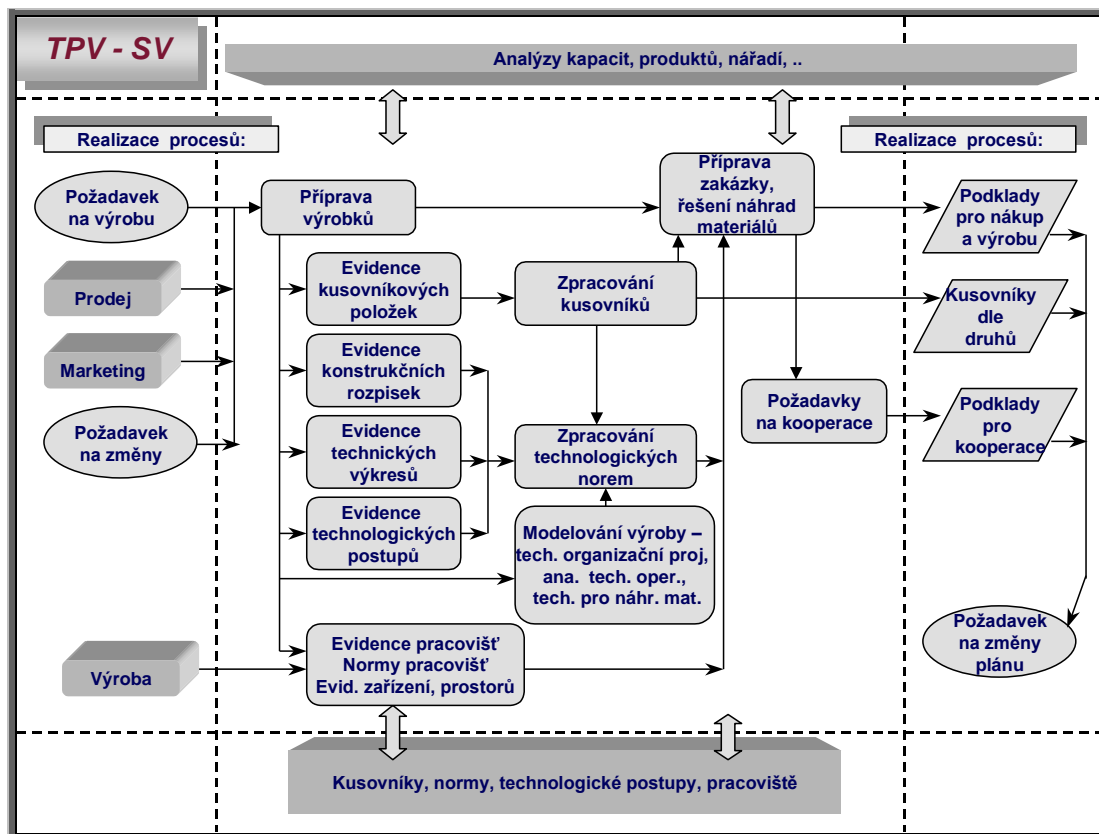 TPV - SV
Analýzy kapacit, produktů, nářadí, ..
Realizace procesů:
Realizace procesů:
Požadavek
na výrobu
Příprava
výrobků
Příprava
zakázky,
řešení náhrad
materiálů
Podklady
pro nákup
a výrobu
Prodej
Evidence
kusovníkových
položek
Zpracování
kusovníků
Kusovníky
dle
druhů
Marketing
Evidence
konstrukčních
rozpisek
Požadavky
na kooperace
Podklady
pro
kooperace
Požadavek
na změny
Evidence
technických
výkresů
Zpracování
technologických
norem
Evidence
technologických
postupů
Modelování výroby –
tech. organizační proj,
ana. tech. oper.,
tech. pro náhr. mat.
Výroba
Evidence pracovišť
Normy pracovišť
Evid. zařízení, prostorů
Požadavek
na změny
plánu
Kusovníky, normy, technologické postupy, pracoviště